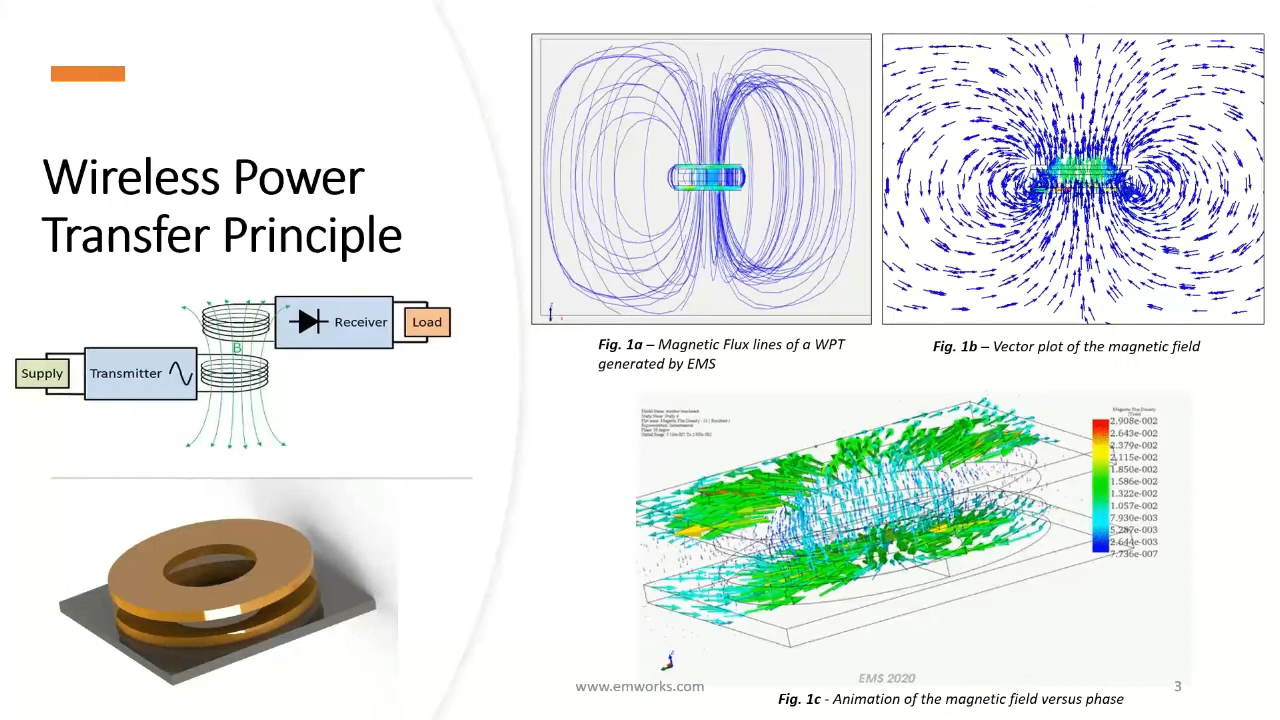 Wireless Power
Transfer Principle
Receiver
Load
B
Supply
Transmitter
Fig. 1a – Magnetic Flux lines of a WPT
generated by EMS
Fig. 1b – Vector plot of the magnetic field
Magnetic Flux Density
2.908e-002
2.643e-002
2.379e-002
2.115e-002
1.850e-002
1.586e-002
1.322e-002
1.057e-002
7.930e-003
5.287e-003
2.644e-003
7.736e-007
EMS 2020
www.emworks.com
3
Fig. 1c - Animation of the magnetic field versus phase